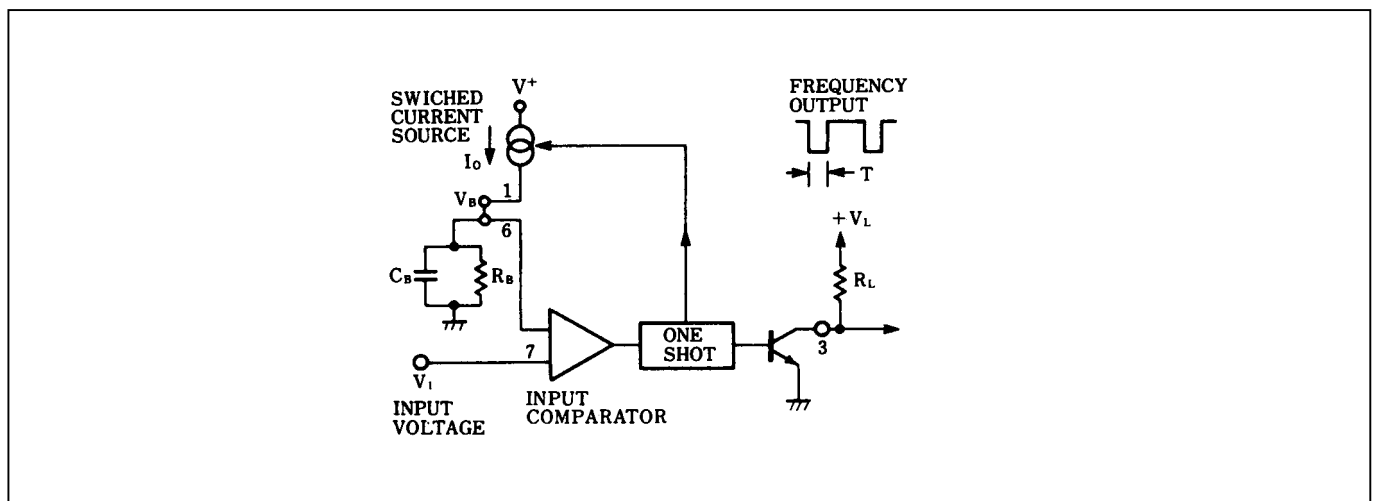 V+
SWICHED
CURRENT
SOURCE
Io
1
VB
6
CB
RB
7
V1
INPUT
VOLTAGE
INPUT
COMPARATOR
ONE
SHOT
3
FREQUENCY
OUTPUT
T
+VL
RL